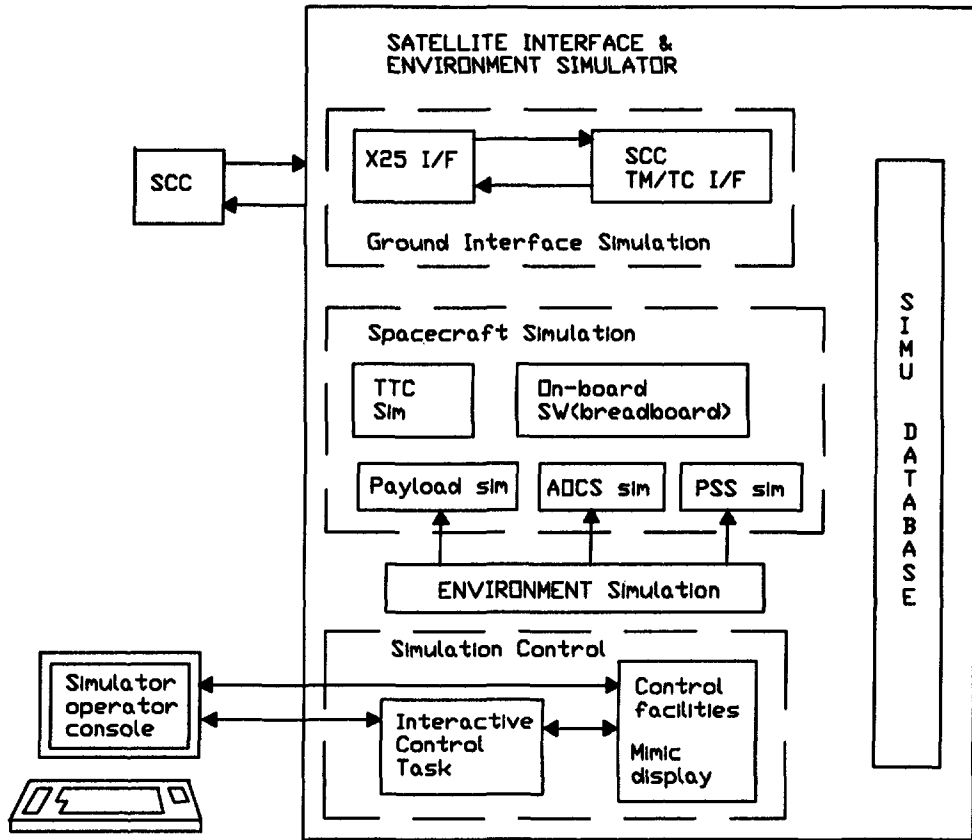 SATELLITE INTERFACE &
ENVIRONMENT SIMULATOR
SCC
X25 I/F
SCC
TM/TC I/F
Ground Interface Simulation
Spacecraft Simulation
TTC
Sim
On-board
SW(breadboard)
Payload sim
AOCS sim
PSS sim
ENVIRONMENT Simulation
Simulation Control
Simulator
operator
console
Interactive
Control
Task
Control
facilities
Mimic
display
SIMU DATABASE